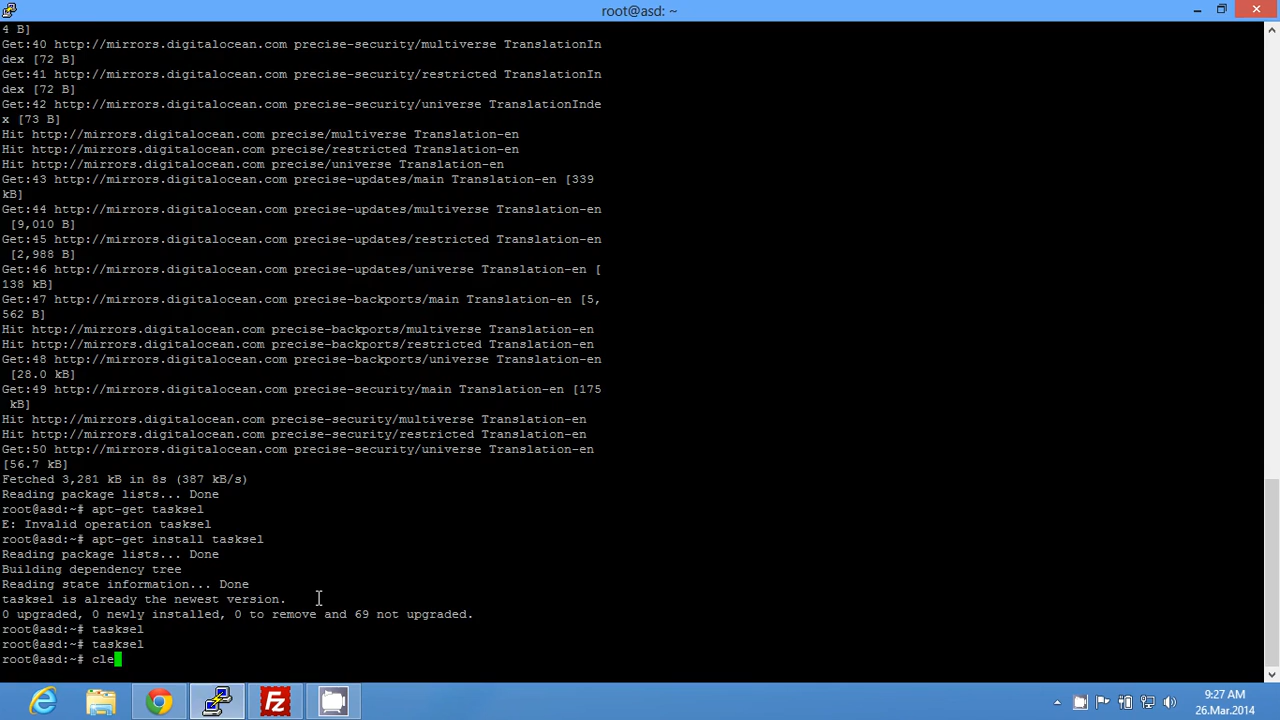 root@asd: ~
4 B]
Get:40 http://mirrors.digitalocean.com precise-security/multiverse TranslationIn
dex [72 B]
Get:41 http://mirrors.digitalocean.com precise-security/restricted TranslationIn
dex [72 B]
Get:42 http://mirrors.digitalocean.com precise-security/universe TranslationInde
x [73 B]
Hit http://mirrors.digitalocean.com precise/multiverse Translation-en
Hit http://mirrors.digitalocean.com precise/restricted Translation-en
Hit http://mirrors.digitalocean.com precise/universe Translation-en
Get:43 http://mirrors.digitalocean.com precise-updates/main Translation-en [339
kB]
Get:44 http://mirrors.digitalocean.com precise-updates/multiverse Translation-en
[9,010 B]
Get:45 http://mirrors.digitalocean.com precise-updates/restricted Translation-en
[2,988 B]
Get:46 http://mirrors.digitalocean.com precise-updates/universe Translation-en [
138 kB]
Get:47 http://mirrors.digitalocean.com precise-backports/main Translation-en [5,
562 B]
Hit http://mirrors.digitalocean.com precise-backports/multiverse Translation-en
Hit http://mirrors.digitalocean.com precise-backports/restricted Translation-en
Get:48 http://mirrors.digitalocean.com precise-backports/universe Translation-en
[28.0 kB]
Get:49 http://mirrors.digitalocean.com precise-security/main Translation-en [175
kB]
Hit http://mirrors.digitalocean.com precise-security/multiverse Translation-en
Hit http://mirrors.digitalocean.com precise-security/restricted Translation-en
Get:50 http://mirrors.digitalocean.com precise-security/universe Translation-en
[56.7 kB]
Fetched 3,281 kB in 8s (387 kB/s)
Reading package lists... Done
root@asd:~# apt-get tasksel
E: Invalid operation tasksel
root@asd:~# apt-get install tasksel
Reading package lists... Done
Building dependency tree
Reading state information... Done
tasksel is already the newest version.
0 upgraded, 0 newly installed, 0 to remove and 69 not upgraded.
root@asd:~# tasksel
root@asd:~# tasksel
root@asd:~# cle
Fz
9:27 AM
26.Mar.2014